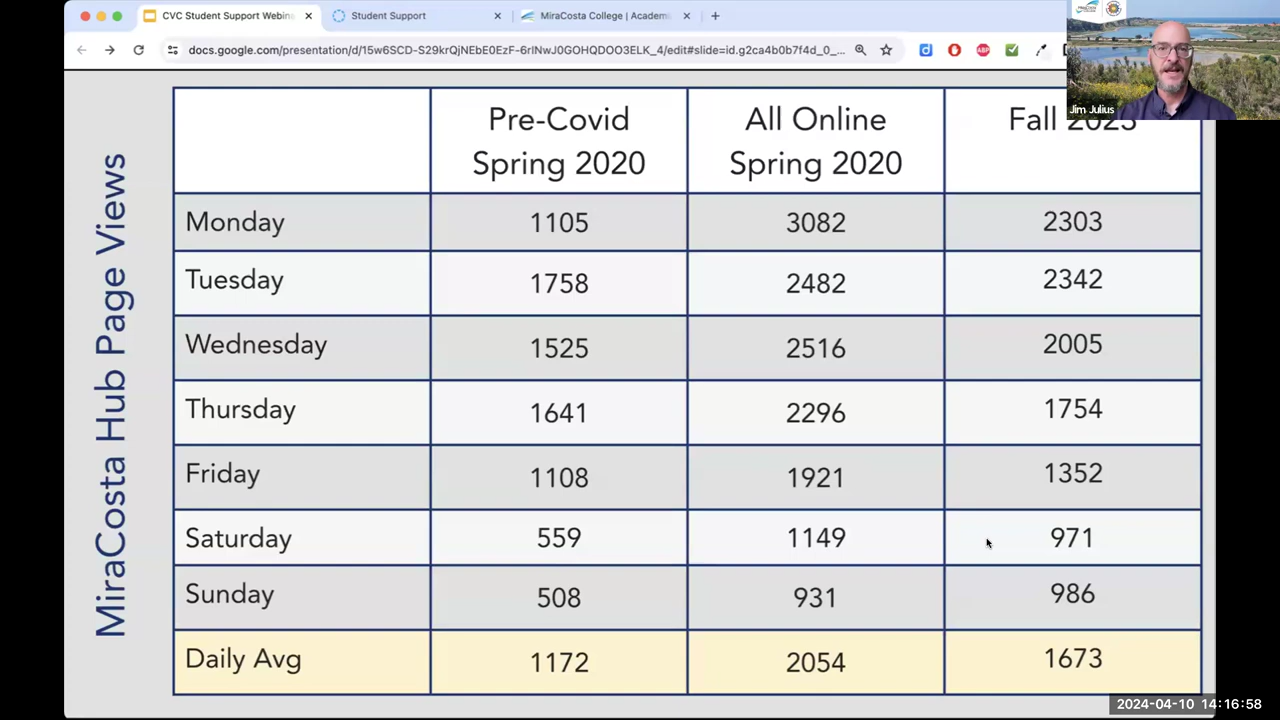 CVC Student Support Webina
Student Support
MiraCosta College | Academi
docs.google.com/presentation/d/15w6SCD-S29krQjNEbE0EzF-6rINwJ0GOHQDOO3ELK_4/edit#slide=id.g2ca4b0b7f4d_0_...
ABP
Jim Julius
MiraCosta Hub Page Views
Pre-Covid Spring 2020
All Online Spring 2020
Fall 2023
Monday 1105 3082 2303
Tuesday 1758 2482 2342
Wednesday 1525 2516 2005
Thursday 1641 2296 1754
Friday 1108 1921 1352
Saturday 559 1149 971
Sunday 508 931 986
Daily Avg 1172 2054 1673
2024-04-10 14:16:58